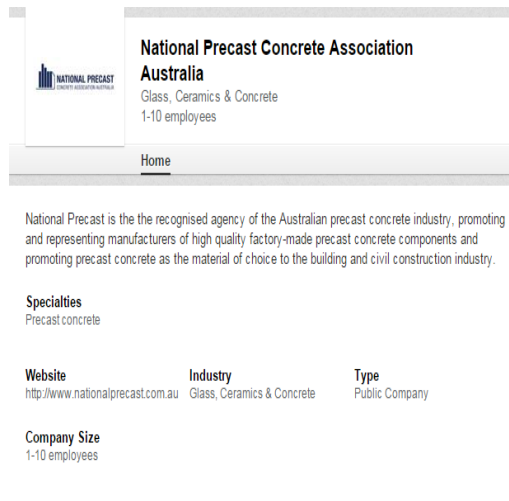 NATIONAL PRECAST
CONCRETE ASSOCIATION AUSTRALIA
National Precast Concrete Association
Australia
Glass, Ceramics & Concrete
1-10 employees
Home
National Precast is the the recognised agency of the Australian precast concrete industry, promoting
and representing manufacturers of high quality factory-made precast concrete components and
promoting precast concrete as the material of choice to the building and civil construction industry.
Specialties
Precast concrete
Website Industry Type
http://www.nationalprecast.com.au Glass, Ceramics & Concrete Public Company
Company Size
1-10 employees